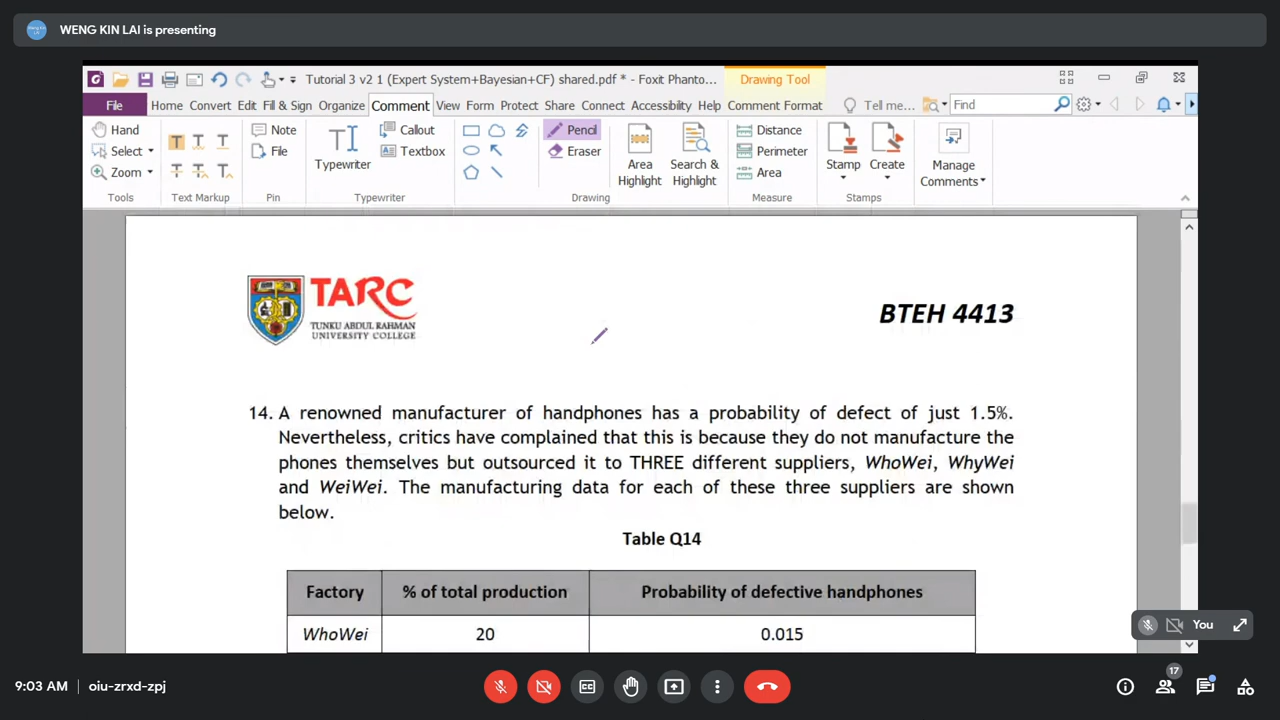 WENG KIN LAI is presenting
Tutorial 3 v2 1 (Expert System+Bayesian+CF) shared.pdf * - Foxit Phanto... Drawing Tool
File Home Convert Edit Fill & Sign Organize Comment View Form Protect Share Connect Accessibility Help Comment Format Tell me... Find
Hand
Select
Zoom
Tools
Text Markup
Note
File
Pin
Typewriter
Callout
Textbox
Typewriter
Pencil
Eraser
Area Highlight
Search & Highlight
Drawing
Distance
Perimeter
Area
Measure
Stamp
Create
Stamps
Manage Comments
TARC
TUNKU ABDUL RAHMAN
UNIVERSITY COLLEGE
BTEH 4413
14. A renowned manufacturer of handphones has a probability of defect of just 1.5%.
Nevertheless, critics have complained that this is because they do not manufacture the
phones themselves but outsourced it to THREE different suppliers, WhoWei, WhyWei
and WeiWei. The manufacturing data for each of these three suppliers are shown
below.
Table Q14
Factory % of total production Probability of defective handphones
WhoWei 20 0.015
You
9:03 AM | oiu-zrxd-zpj
17